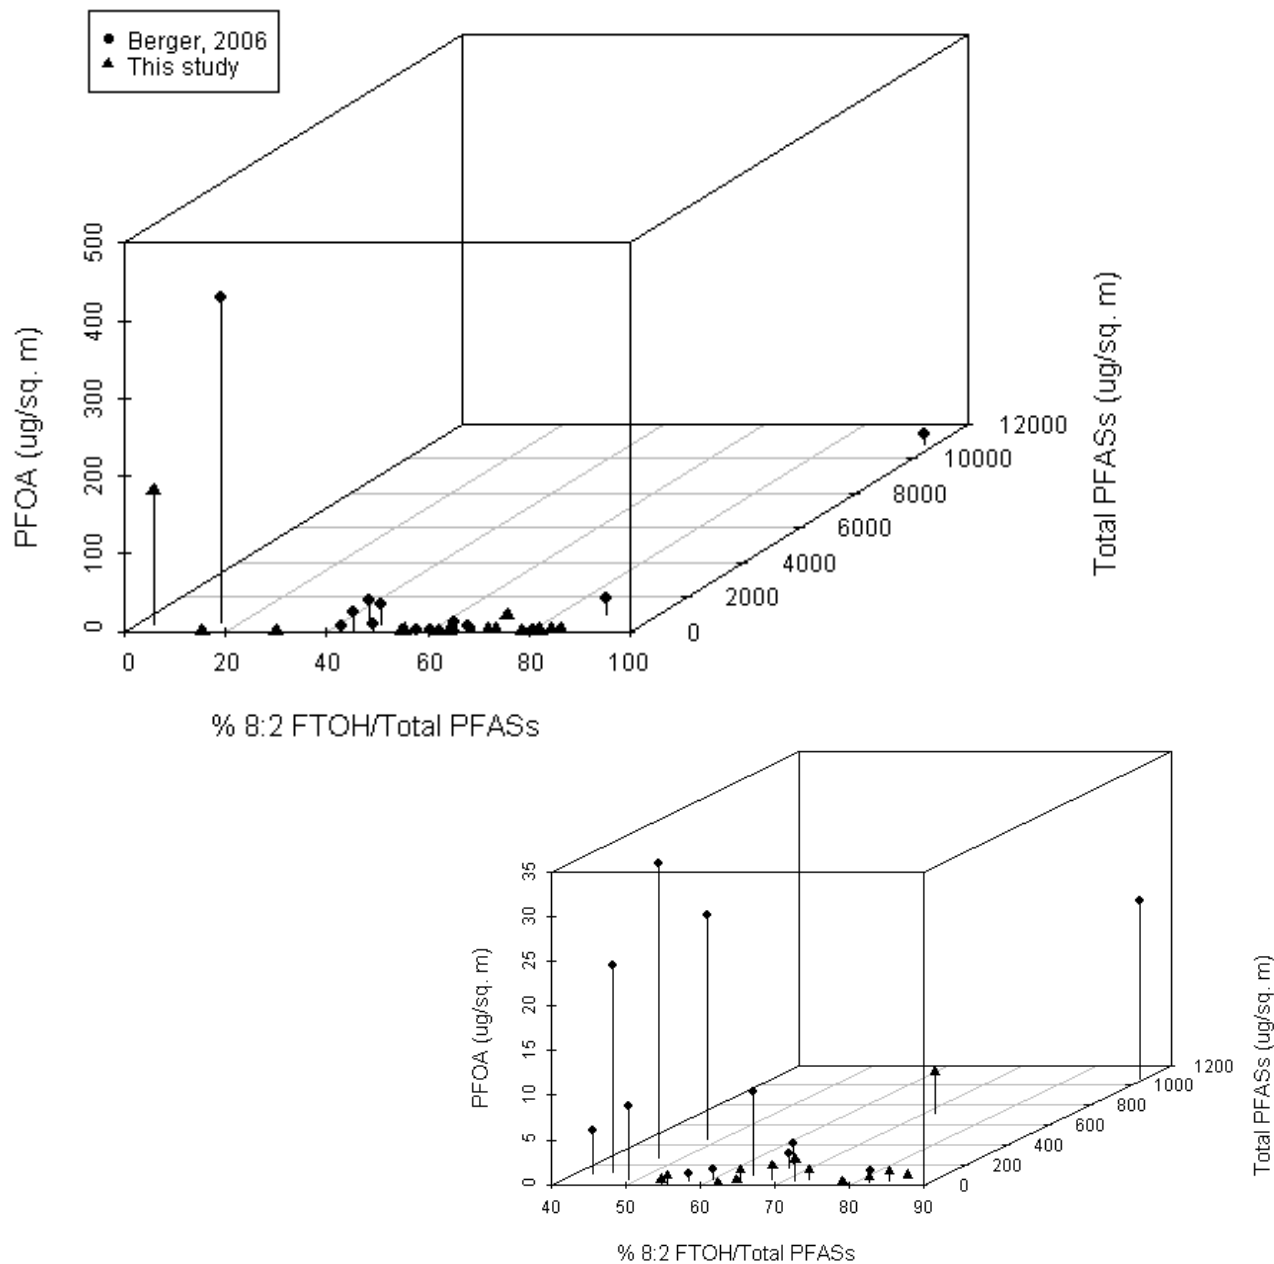 Berger, 2006
This study
PFOA (ug/sq. m)
500
400
300
200
100
0
0 20 40 60 80 100
% 8:2 FTOH/Total PFASs
12000
10000
8000
6000
4000
2000
0
Total PFASs (ug/sq. m)
PFOA (ug/sq. m)
35
30
25
20
15
10
5
0
40 50 60 70 80 90
% 8:2 FTOH/Total PFASs
1200
1000
800
600
400
200
0
Total PFASs (ug/sq. m)